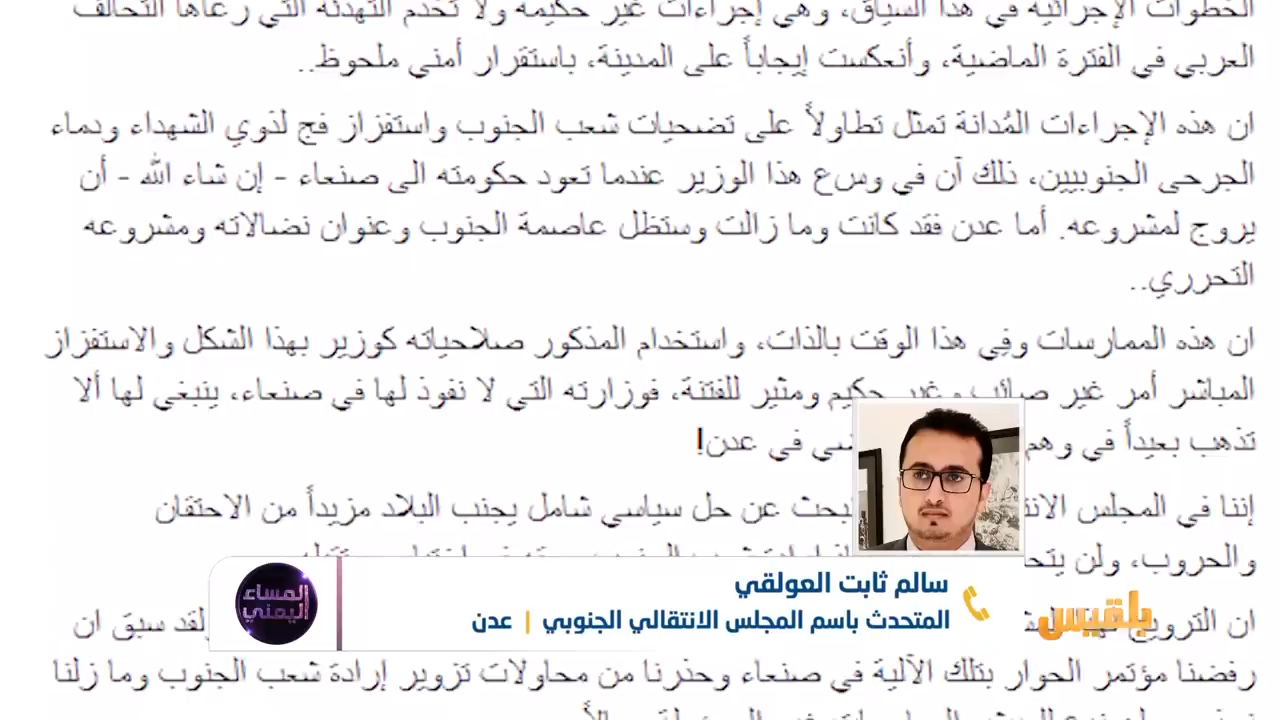 الخطوات الإجرائية في هذا السياق، وهي إجراءات غير حكيمة ولا تخدم التهدئة التي رعاها التحالف
العربي في الفترة الماضية، وأنعكست إيجاباً على المدينة، باستقرار أمني ملحوظ..
ان هذه الإجراءات المُدانة تمثل تطاولاً على تضحيات شعب الجنوب واستفزاز فج لذوي الشهداء ودماء
الجرحى الجنوبيين، ذلك آن في وسع هذا الوزير عندما تعود حكومته الى صنعاء - إن شاء الله - أن
يروج لمشروعه. أما عدن فقد كانت وما زالت وستظل عاصمة الجنوب وعنوان نضالاته ومشروعه
التحرري..
ان هذه الممارسات وفِي هذا الوقت بالذات، واستخدام المذكور صلاحياته كوزير بهذا الشكل والاستفزاز
المباشر أمر غير صائب وغير حكيم ومثير للفتنة، فوزارته التي لا نفوذ لها في صنعاء، ينبغي لها ألا
تذهب بعيداً في وهم في عدن!
إننا في المجلس عن حل سياسي شامل يجنب البلاد مزيداً من الاحتقان
والحروب، ولن
سالم ثابت العولقي
المتحدث باسم المجلس الانتقالي الجنوبي | عدن
المساء
اليمني
بلقيس
ان ولقد سبق ان
رفضنا مؤتمر الحوار بتلك الآلية في صنعاء وحذرنا من محاولات تزوير إرادة شعب الجنوب وما زلنا